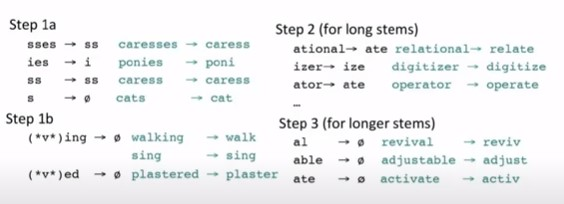 Step 1a
sses → ss caresses → caress
ies → i ponies → poni
ss → ss caress → caress
s → ø cats → cat
Step 1b
(*v*)ing → ø walking → walk
sing → sing
(*v*)ed → ø plastered → plaster
Step 2 (for long stems)
ational→ ate relational→ relate
izer→ ize digitizer → digitize
ator→ ate operator → operate
…
Step 3 (for longer stems)
al → ø revival → reviv
able → ø adjustable → adjust
ate → ø activate → activ